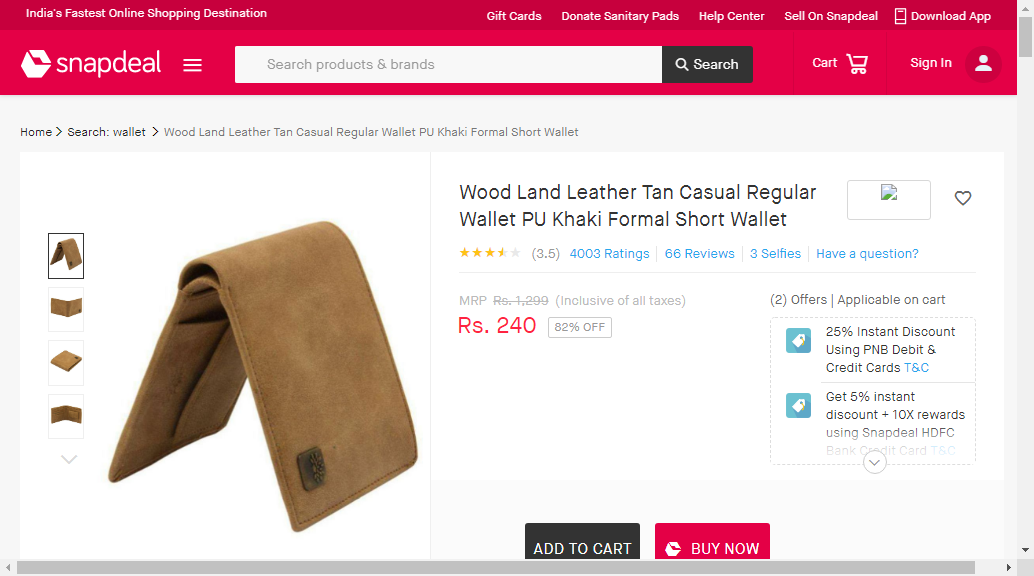 India's Fastest Online Shopping Destination
Gift Cards Donate Sanitary Pads Help Center Sell On Snapdeal Download App
snapdeal Search products & brands Search Cart Sign In
Home Search: wallet Wood Land Leather Tan Casual Regular Wallet PU Khaki Formal Short Wallet
Wood Land Leather Tan Casual Regular
Wallet PU Khaki Formal Short Wallet
(3.5) 4003 Ratings 66 Reviews 3 Selfies Have a question?
MRP Rs. 1,299 (Inclusive of all taxes)
Rs. 240 82% OFF
(2) Offers | Applicable on cart
25% Instant Discount
Using PNB Debit &
Credit Cards T&C
Get 5% instant
discount + 10X rewards
using Snapdeal HDFC
Bank Credit Card T&C
ADD TO CART BUY NOW